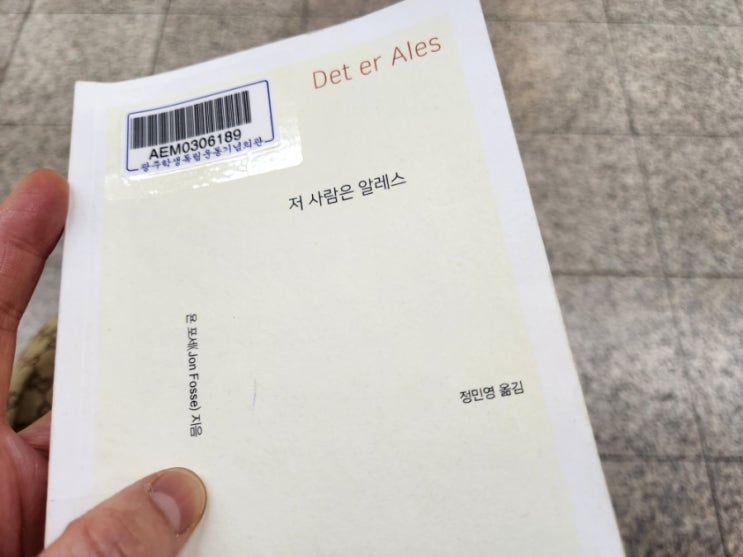 Det er Ales
AEM0306189
광주학생독립운동기념회관
저 사람은 알레스
욘 포세(Jon Fosse) 지음
정민영 옮김